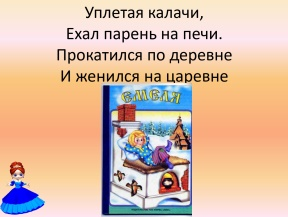 Уплетая калачи,
Ехал парень на печи.
Прокатился по деревне
И женился на царевне
ЕМЕЛЯ